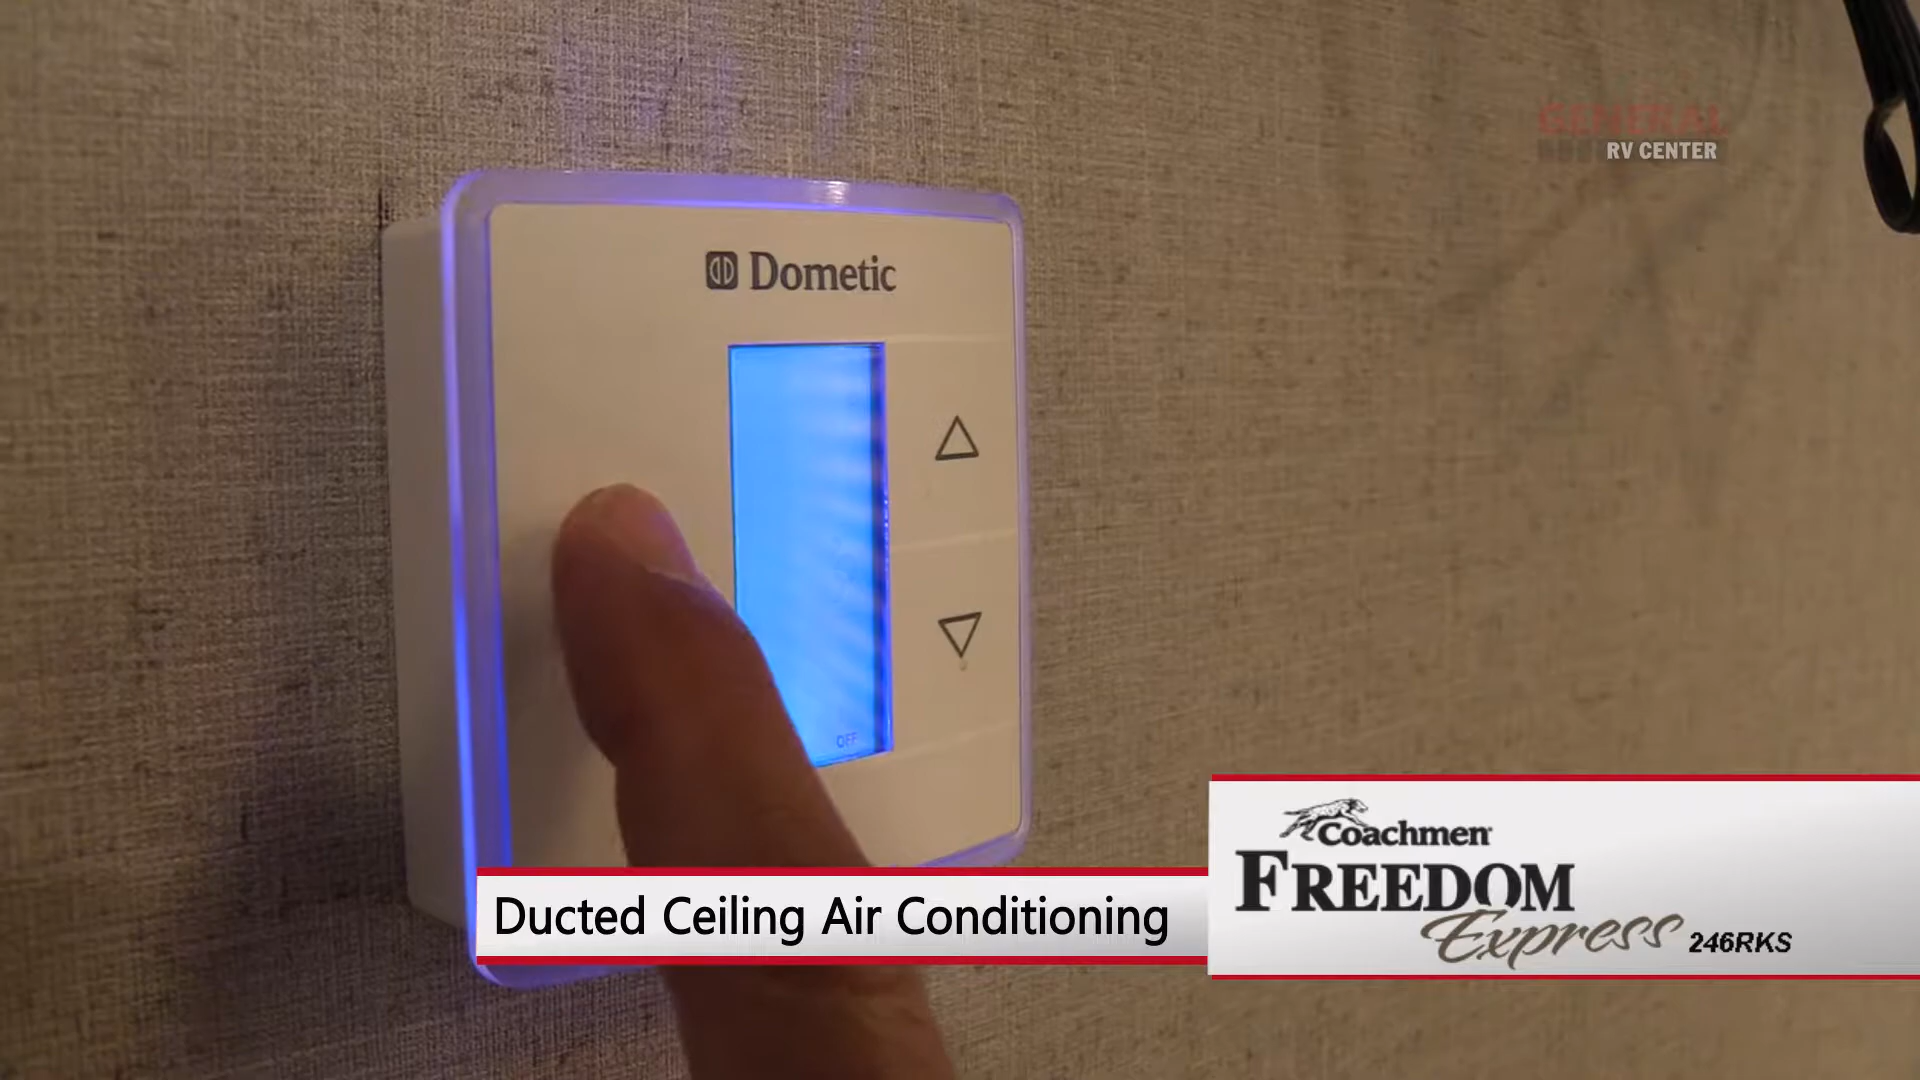 GENERAL
RV CENTER
Dometic
OFF
Ducted Ceiling Air Conditioning
Coachmen
FREEDOM
Express 246RKS